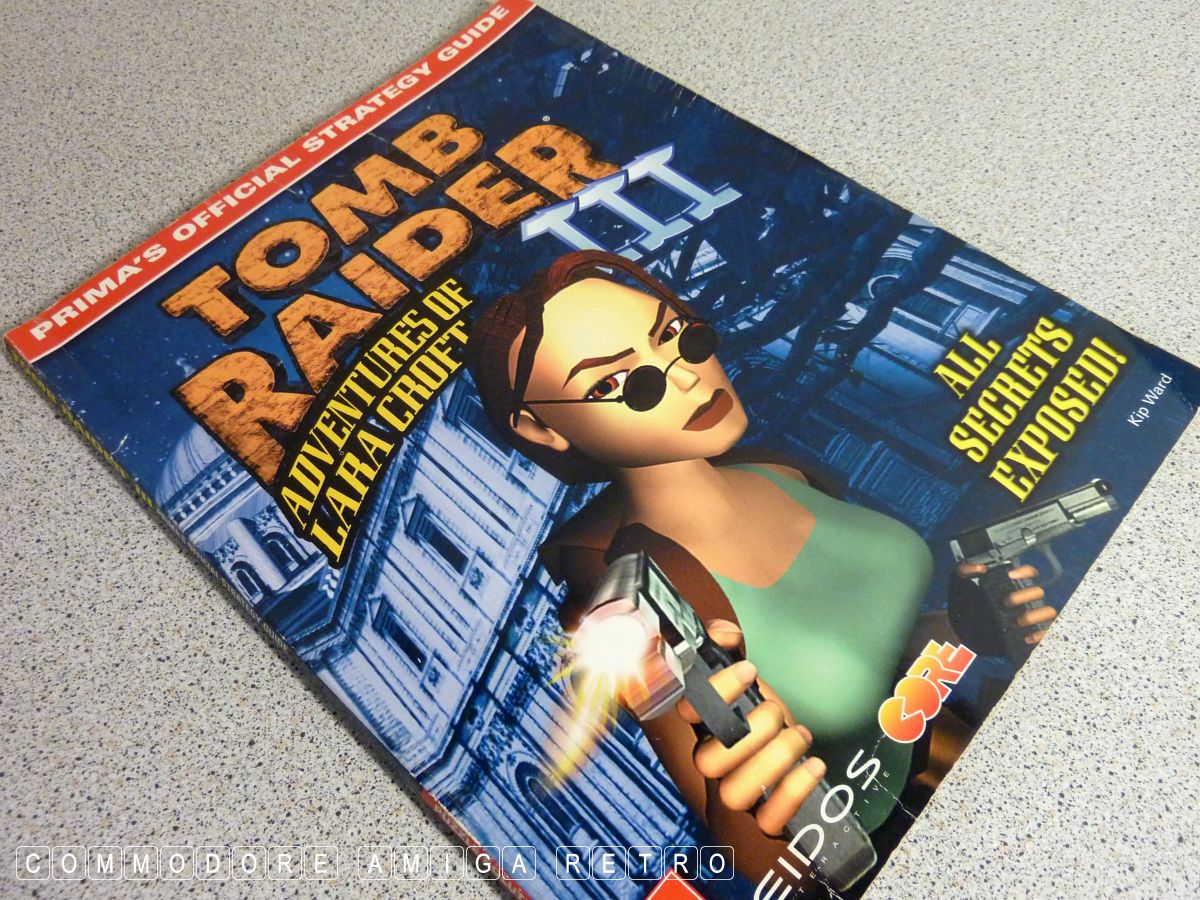 PRIMA'S OFFICIAL STRATEGY GUIDE
TOMB
RAIDER®
III
ADVENTURES OF
LARA CROFT
ALL
SECRETS
EXPOSED!
Kip Ward
CORE
EIDOS
COMMODORE AMIGA RETRO